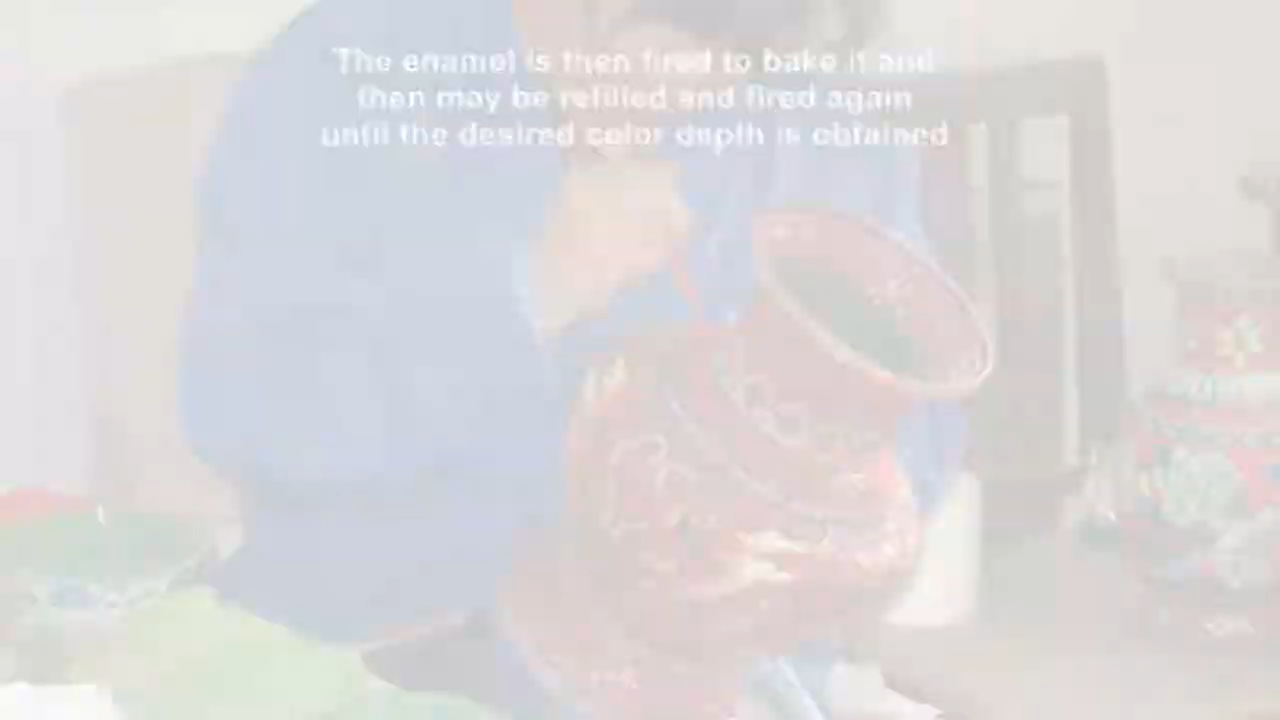 The enamel is then fired to bake it and
then may be refilled and fired again
until the desired color depth is obtained